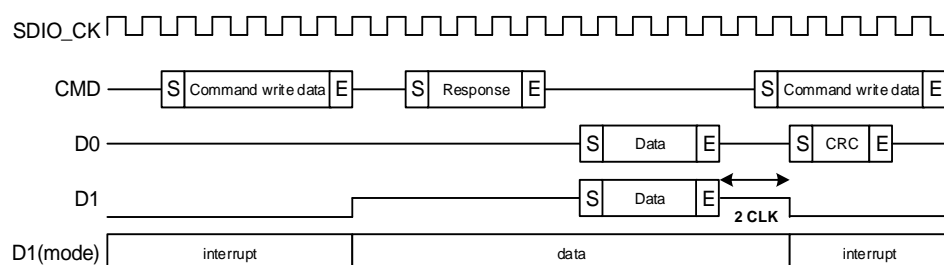 SDIO_CK
CMD S Command write data E S Response E S Command write data E
D0 S Data E S CRC E
D1 S Data E 2 CLK
D1(mode) interrupt data interrupt